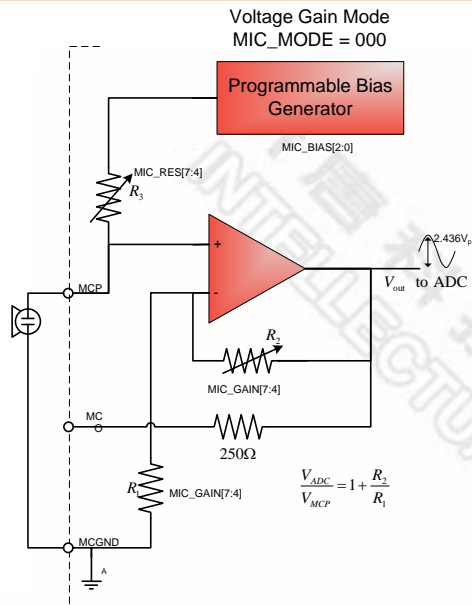 Voltage Gain Mode
MIC_MODE = 000
Programmable Bias
Generator
MIC_BIAS[2:0]
MIC_RES[7:4]
R3
+
2.436Vp
MCP
-
Vout to ADC
R2
MIC_GAIN[7:4]
MC
O
250Ω
R1
MIC_GAIN[7:4]
VADC / VMCP = 1 + R2 / R1
MCGND
A
INTELLECTU